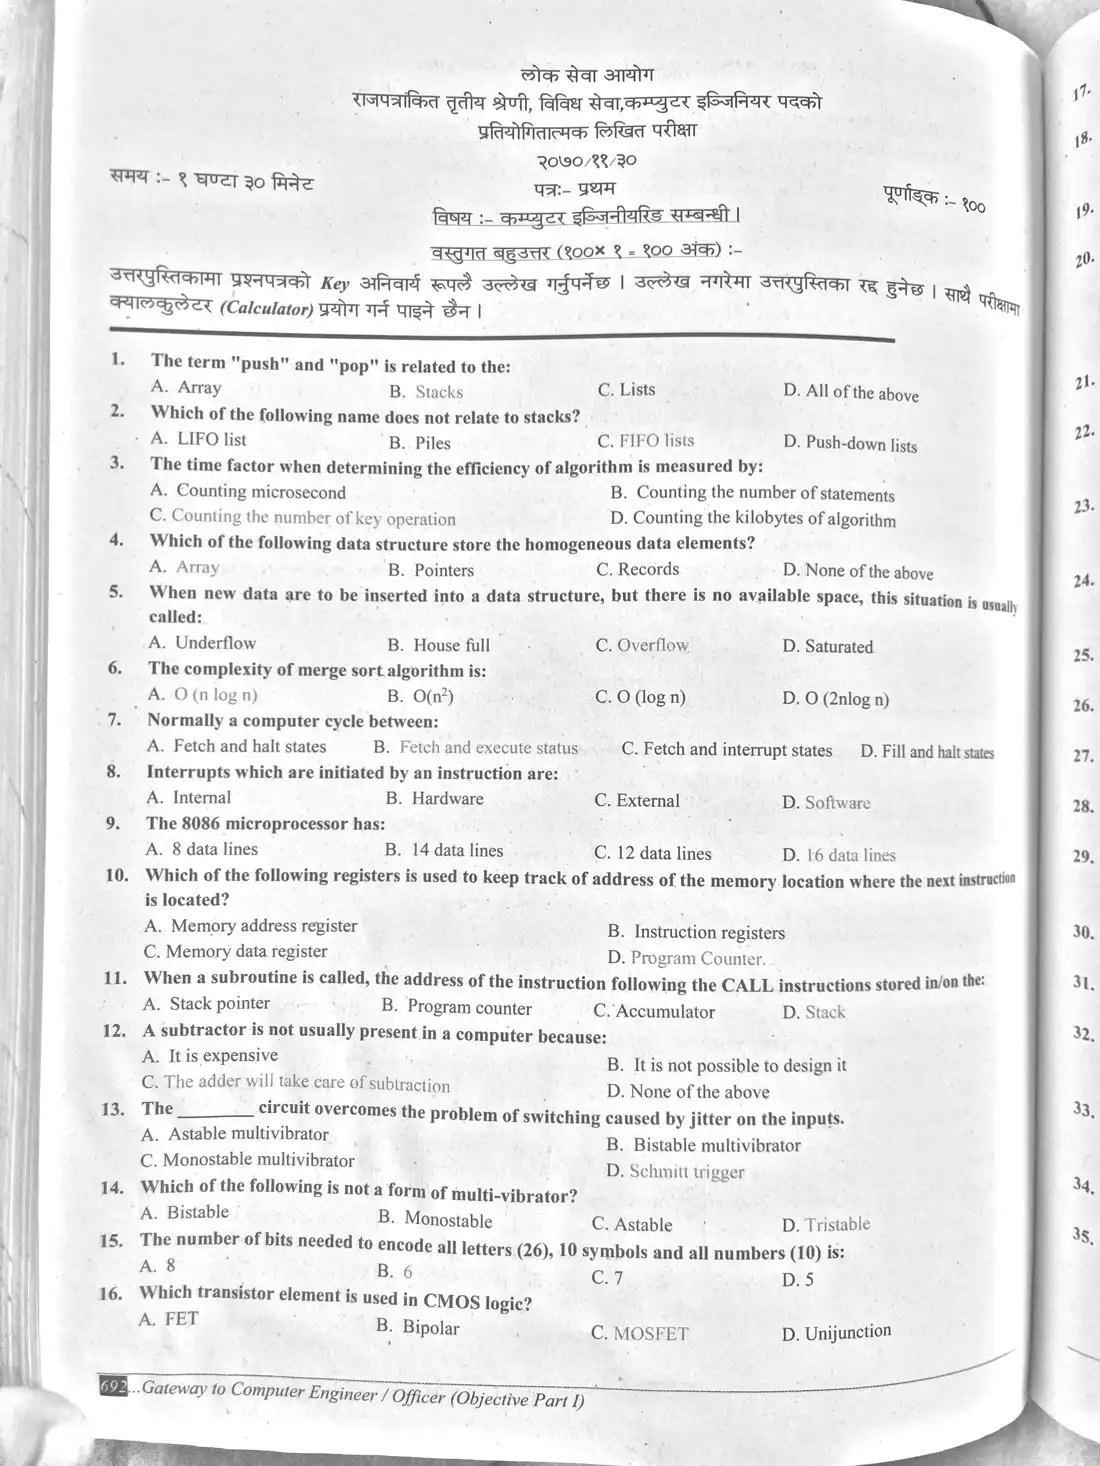 लोक सेवा आयोग
राजपत्रांकित तृतीय श्रेणी, विविध सेवा,कम्प्युटर इञ्जिनियर पदको
प्रतियोगितात्मक लिखित परीक्षा
२०७०/११/३०
समय :- १ घण्टा ३० मिनेट
पत्र:- प्रथम
पूर्णाङ्क :- १००
विषय :- कम्प्युटर इञ्जिनीयरिङ सम्बन्धी ।
वस्तुगत बहुउत्तर (१००× १ = १०० अंक) :-
उत्तरपुस्तिकामा प्रश्नपत्रको Key अनिवार्य रूपलै उल्लेख गर्नुपर्नेछ । उल्लेख नगरेमा उत्तरपुस्तिका रद्द हुनेछ । साथै परीक्षामा
क्यालकुलेटर (Calculator) प्रयोग गर्न पाइने छैन ।
1. The term "push" and "pop" is related to the:
A. Array B. Stacks C. Lists D. All of the above
2. Which of the following name does not relate to stacks?
A. LIFO list B. Piles C. FIFO lists D. Push-down lists
3. The time factor when determining the efficiency of algorithm is measured by:
A. Counting microsecond B. Counting the number of statements
C. Counting the number of key operation D. Counting the kilobytes of algorithm
4. Which of the following data structure store the homogeneous data elements?
A. Array B. Pointers C. Records D. None of the above
5. When new data are to be inserted into a data structure, but there is no available space, this situation is usually
called:
A. Underflow B. House full C. Overflow D. Saturated
6. The complexity of merge sort algorithm is:
A. O (n log n) B. O(n²) C. O (log n) D. O (2nlog n)
7. Normally a computer cycle between:
A. Fetch and halt states B. Fetch and execute status C. Fetch and interrupt states D. Fill and halt states
8. Interrupts which are initiated by an instruction are:
A. Internal B. Hardware C. External D. Software
9. The 8086 microprocessor has:
A. 8 data lines B. 14 data lines C. 12 data lines D. 16 data lines
10. Which of the following registers is used to keep track of address of the memory location where the next instruction
is located?
A. Memory address register B. Instruction registers
C. Memory data register D. Program Counter.
11. When a subroutine is called, the address of the instruction following the CALL instructions stored in/on the:
A. Stack pointer B. Program counter C. Accumulator D. Stack
12. A subtractor is not usually present in a computer because:
A. It is expensive B. It is not possible to design it
C. The adder will take care of subtraction D. None of the above
13. The ________ circuit overcomes the problem of switching caused by jitter on the inputs.
A. Astable multivibrator B. Bistable multivibrator
C. Monostable multivibrator D. Schmitt trigger
14. Which of the following is not a form of multi-vibrator?
A. Bistable B. Monostable C. Astable D. Tristable
15. The number of bits needed to encode all letters (26), 10 symbols and all numbers (10) is:
A. 8 B. 6 C. 7 D. 5
16. Which transistor element is used in CMOS logic?
A. FET B. Bipolar C. MOSFET D. Unijunction
692...Gateway to Computer Engineer / Officer (Objective Part I)
17.
18.
19.
20.
21.
22.
23.
24.
25.
26.
27.
28.
29.
30.
31.
32.
33.
34.
35.